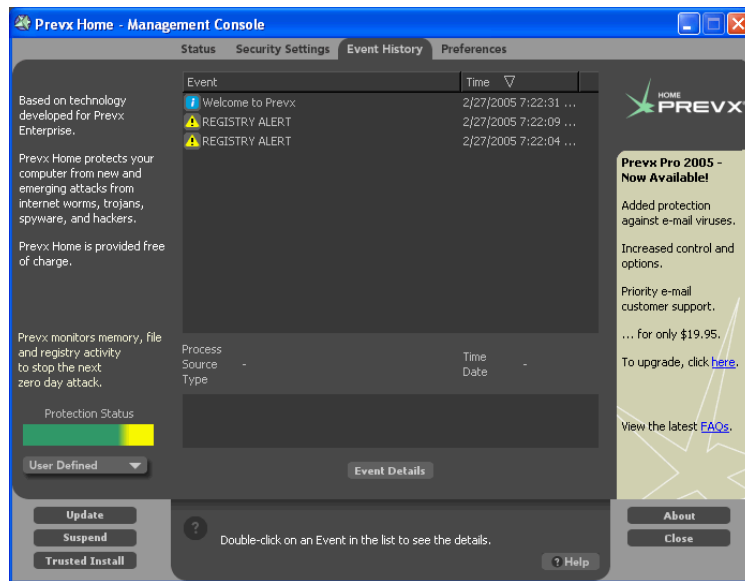 Prevx Home - Management Console
Status Security Settings Event History Preferences
Based on technology
developed for Prevx
Enterprise.
Prevx Home protects your
computer from new and
emerging attacks from
internet worms, trojans,
spyware, and hackers.
Prevx Home is provided free
of charge.
Prevx monitors memory, file
and registry activity
to stop the next
zero day attack.
Protection Status
User Defined
Update
Suspend
Trusted Install
Event Time
Welcome to Prevx 2/27/2005 7:22:31 ...
REGISTRY ALERT 2/27/2005 7:22:09 ...
REGISTRY ALERT 2/27/2005 7:22:04 ...
Process
Source - Time
Type Date -
Event Details
? Double-click on an Event in the list to see the details.
? Help
HOME
PREVX
Prevx Pro 2005 -
Now Available!
Added protection
against e-mail viruses.
Increased control and
options.
Priority e-mail
customer support.
... for only $19.95.
To upgrade, click here.
View the latest FAQs.
About
Close